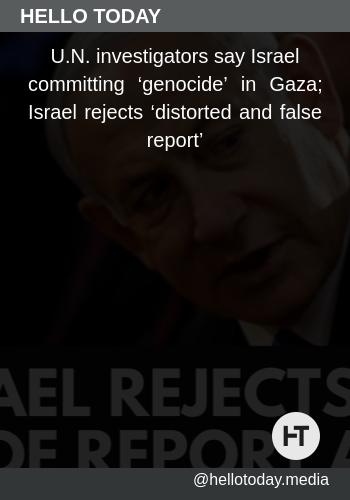 HELLO TODAY
U.N. investigators say Israel
committing ‘genocide’ in Gaza;
Israel rejects ‘distorted and false
report’
AEL REJECTS
DE REPORT A
HT
@hellotoday.media